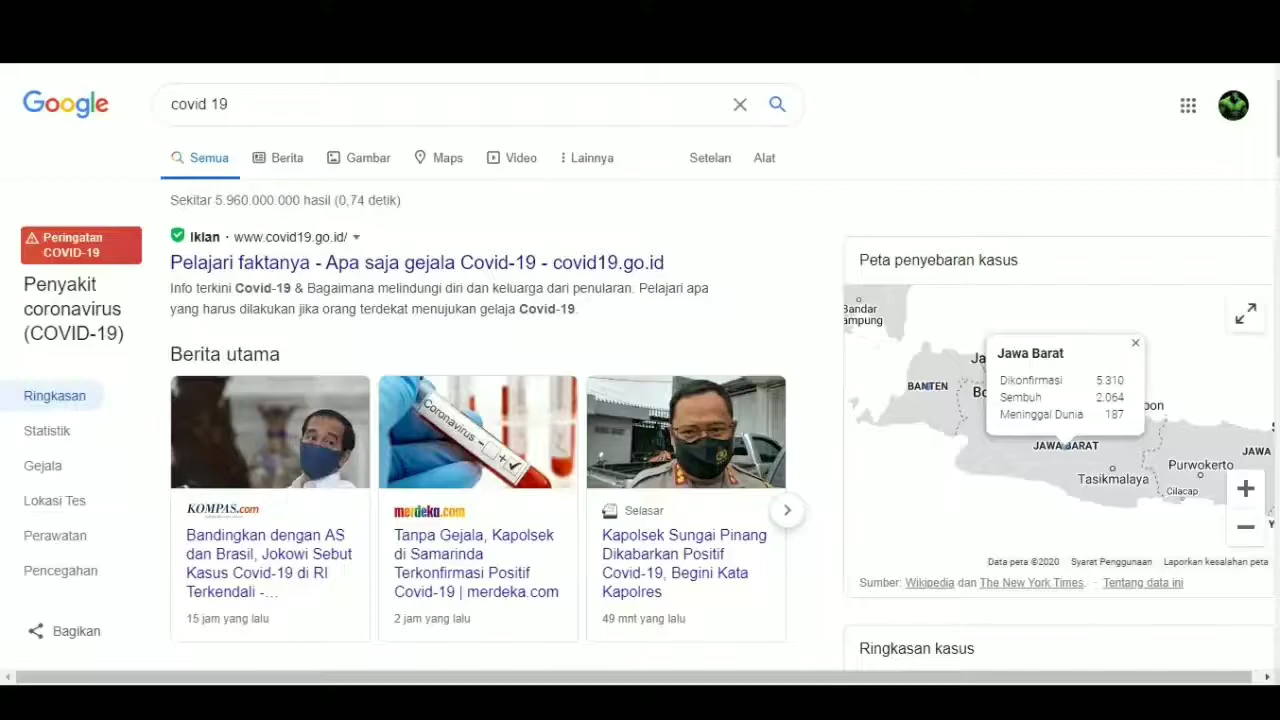 Google
covid 19
Semua
Berita
Gambar
Maps
Video
Lainnya
Setelan
Alat
Sekitar 5.960.000.000 hasil (0,74 detik)
Peringatan
COVID-19
Penyakit
coronavirus
(COVID-19)
Ringkasan
Statistik
Gejala
Lokasi Tes
Perawatan
Pencegahan
Bagikan
Iklan · www.covid19.go.id/
Pelajari faktanya - Apa saja gejala Covid-19 - covid19.go.id
Info terkini Covid-19 & Bagaimana melindungi diri dan keluarga dari penularan. Pelajari apa
yang harus dilakukan jika orang terdekat menujukan gelaja Covid-19.
Berita utama
KOMPAS.com
Bandingkan dengan AS
dan Brasil, Jokowi Sebut
Kasus Covid-19 di RI
Terkendali -...
15 jam yang lalu
Coronavirus - +
merdeka.com
Tanpa Gejala, Kapolsek
di Samarinda
Terkonfirmasi Positif
Covid-19 | merdeka.com
2 jam yang lalu
Selasar
Kapolsek Sungai Pinang
Dikabarkan Positif
Covid-19, Begini Kata
Kapolres
49 mnt yang lalu
Peta penyebaran kasus
Bandar
ampung
BANTEN
Ja
Bo
Jawa Barat
Dikonfirmasi 5.310
Sembuh 2.064
Meninggal Dunia 187
bon
JAWA BARAT
JAWA
Tasikmalaya
Purwokerto
Cilacap
Data peta ©2020 Syarat Penggunaan Laporkan kesalahan peta
Sumber: Wikipedia dan The New York Times. · Tentang data ini
Ringkasan kasus